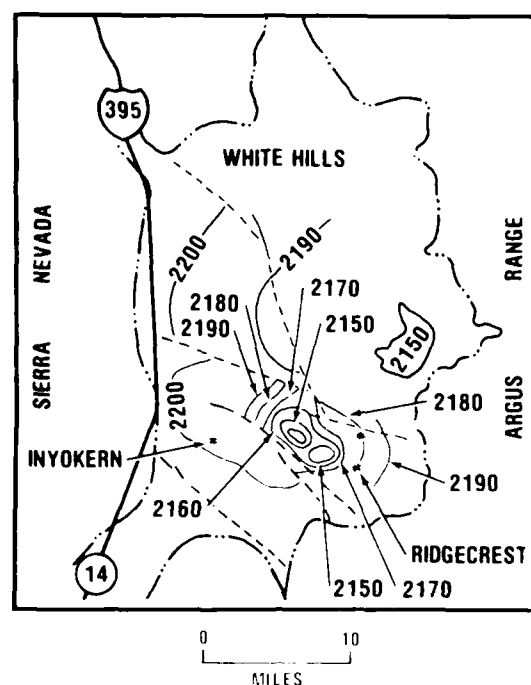 395
WHITE HILLS
NEVADA
RANGE
2200
2190
2180
2170
2190
2150
2150
SIERRA
2200
2180
ARGUS
INYOKERN
2160
2190
RIDGECREST
14
2150
2170
0
10
MILES